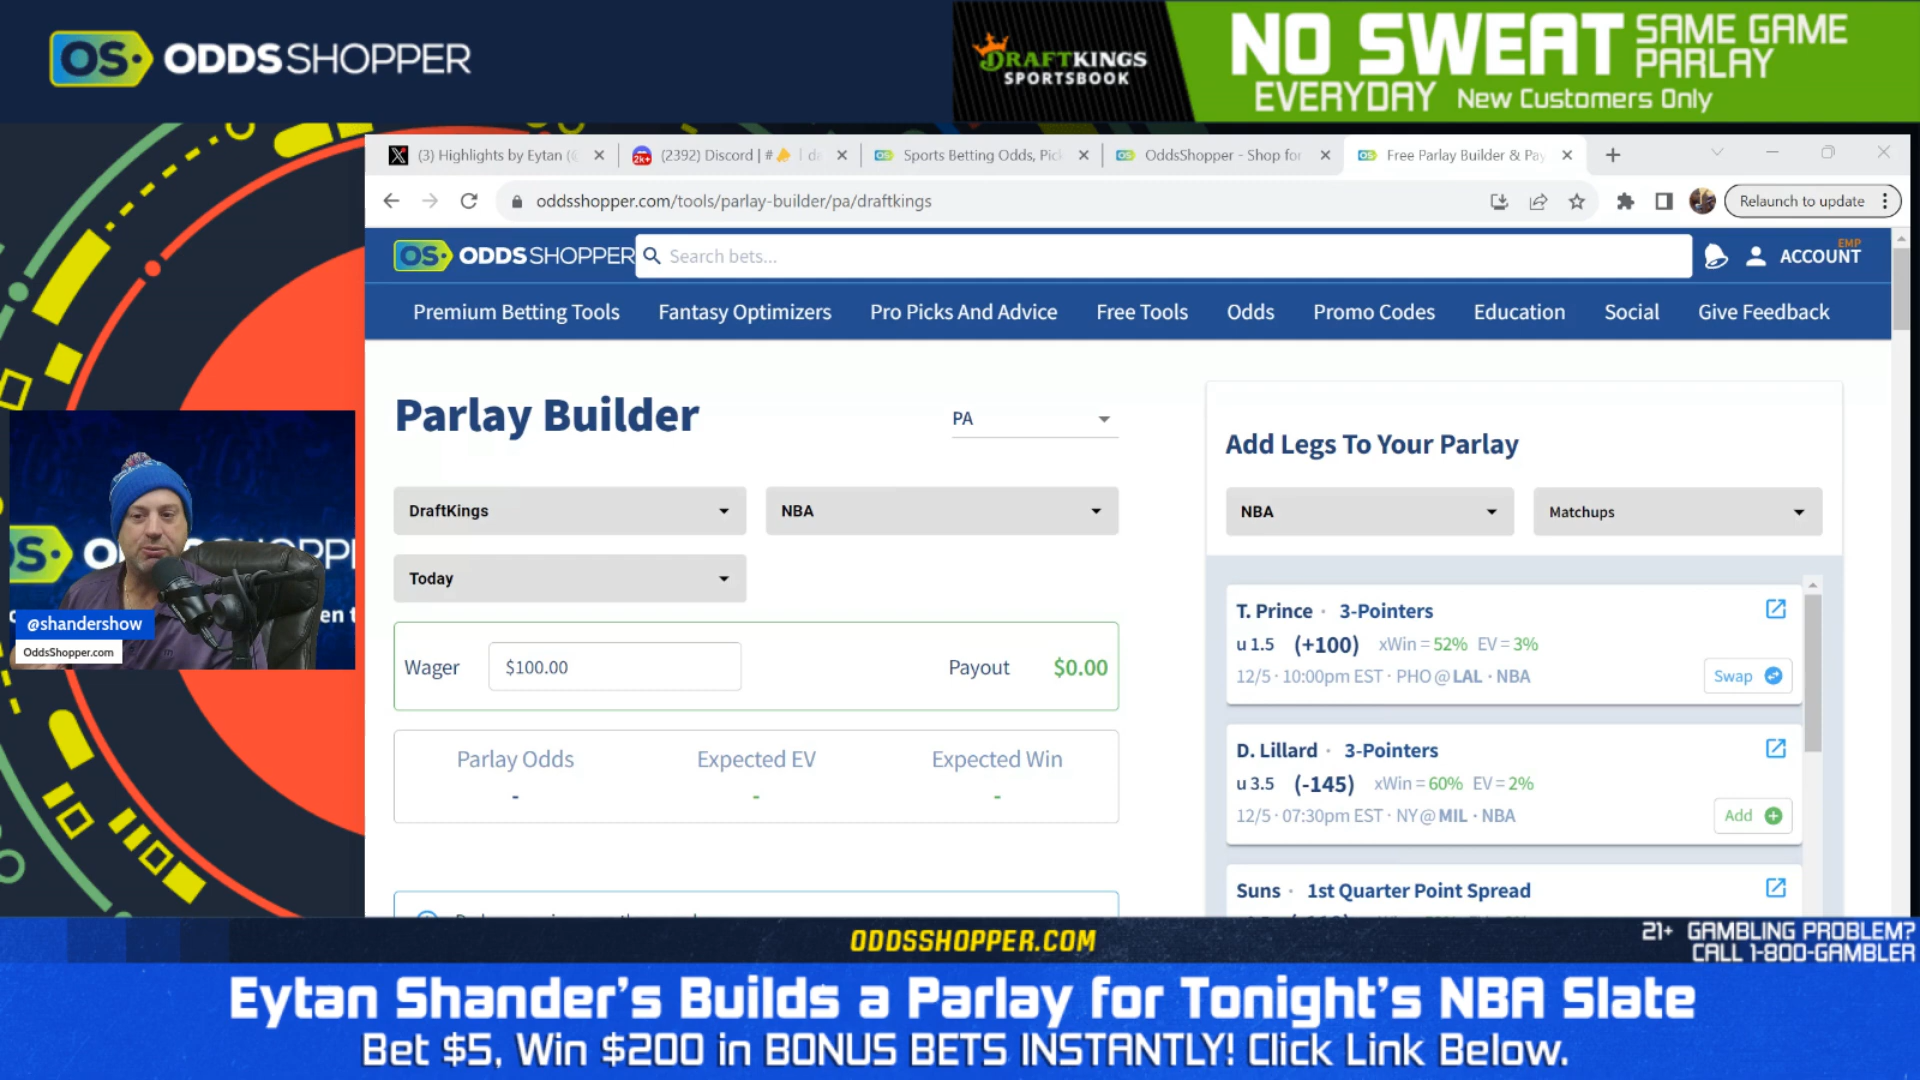 OS ODDSSHOPPER
DRAFTKINGS
SPORTSBOOK
NO SWEAT SAME GAME
PARLAY
EVERYDAY New Customers Only
(3) Highlights by Eytan (
(2392) Discord | #
Sports Betting Odds, Pic
OddsShopper - Shop for
Free Parlay Builder & Pay
oddsshopper.com/tools/parlay-builder/pa/draftkings
Relaunch to update
OS ODDSSHOPPER
Search bets...
EMP
ACCOUNT
Premium Betting Tools
Fantasy Optimizers
Pro Picks And Advice
Free Tools
Odds
Promo Codes
Education
Social
Give Feedback
Parlay Builder
PA
DraftKings
NBA
Today
Wager
$100.00
Payout
$0.00
Parlay Odds
Expected EV
Expected Win
-
-
-
Add Legs To Your Parlay
NBA
Matchups
T. Prince · 3-Pointers
u 1.5 (+100) xWin = 52% EV = 3%
12/5 · 10:00pm EST · PHO @ LAL · NBA
Swap
D. Lillard · 3-Pointers
u 3.5 (-145) xWin = 60% EV = 2%
12/5 · 07:30pm EST · NY @ MIL · NBA
Add
Suns · 1st Quarter Point Spread
@shandershow
OddsShopper.com
ODDSSHOPPER.COM
21+ GAMBLING PROBLEM?
CALL 1-800-GAMBLER
Eytan Shander's Builds a Parlay for Tonight's NBA Slate
Bet $5, Win $200 in BONUS BETS INSTANTLY! Click Link Below.